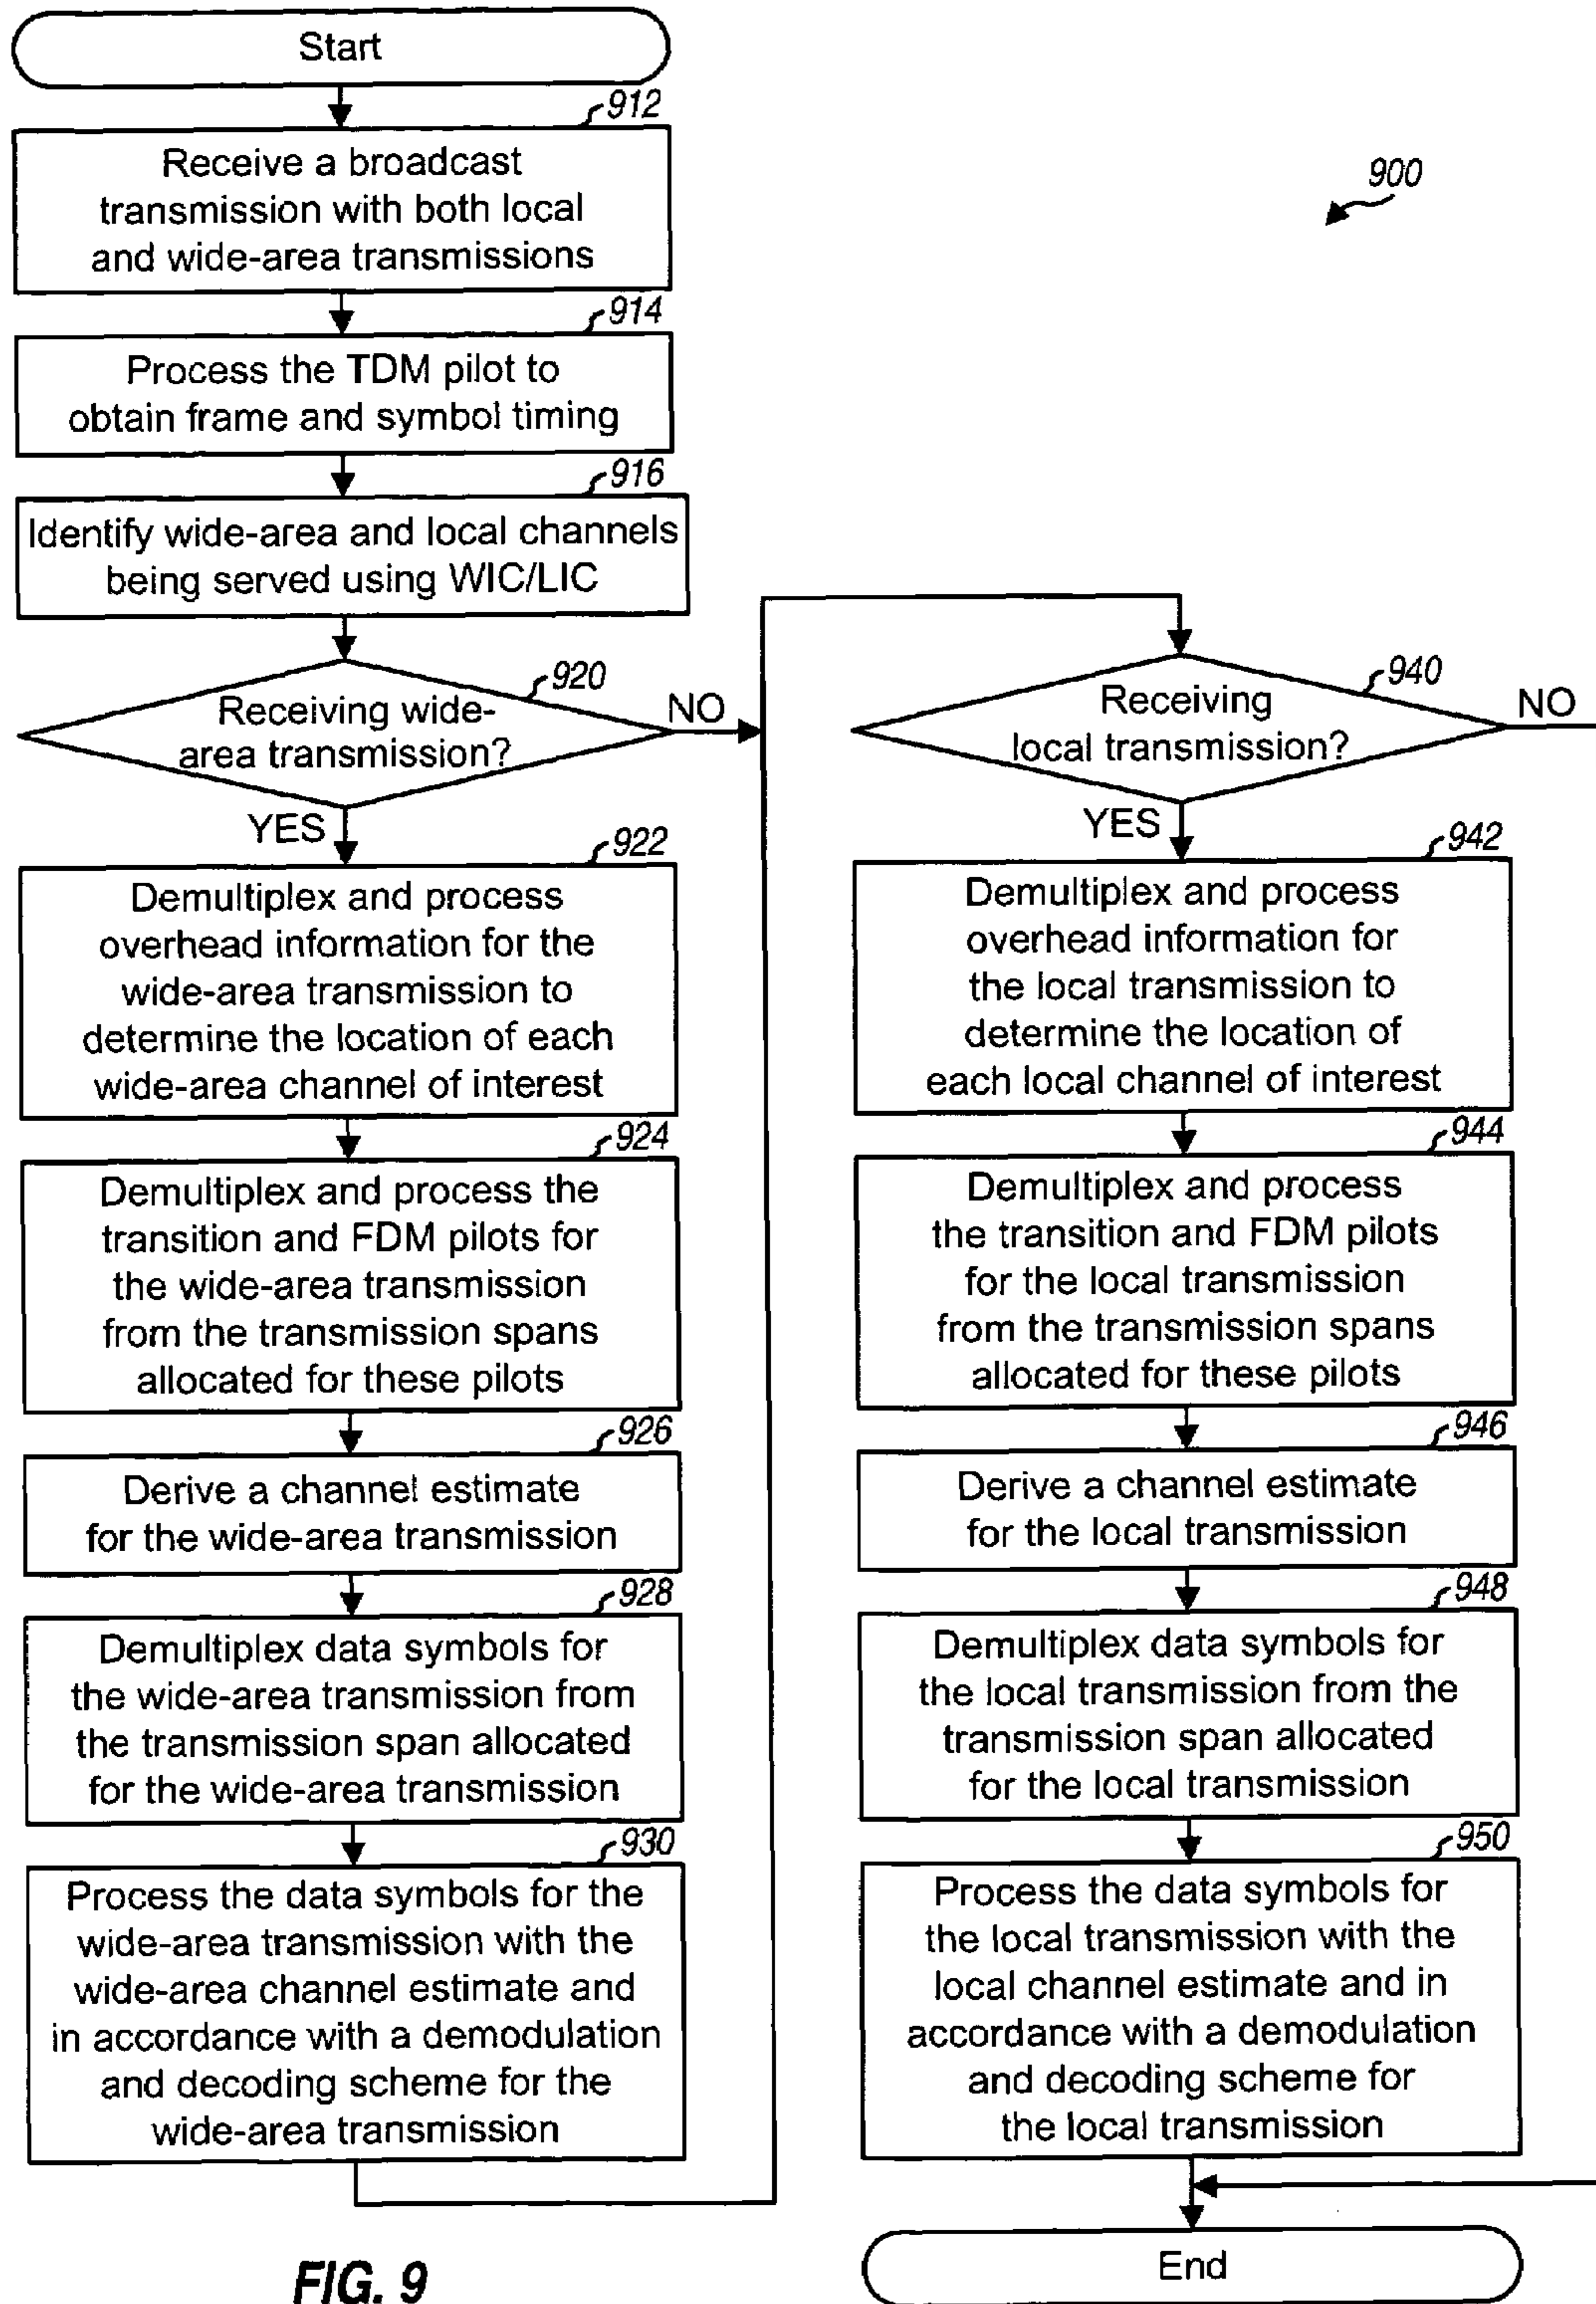 Start
912
Receive a broadcast
transmission with both local
and wide-area transmissions
914
Process the TDM pilot to
obtain frame and symbol timing
916
Identify wide-area and local channels
being served using WIC/LIC
920
Receiving wide-
area transmission?
NO
YES
922
Demultiplex and process
overhead information for the
wide-area transmission to
determine the location of each
wide-area channel of interest
924
Demultiplex and process the
transition and FDM pilots for
the wide-area transmission
from the transmission spans
allocated for these pilots
926
Derive a channel estimate
for the wide-area transmission
928
Demultiplex data symbols for
the wide-area transmission from
the transmission span allocated
for the wide-area transmission
930
Process the data symbols for the
wide-area transmission with the
wide-area channel estimate and
in accordance with a demodulation
and decoding scheme for the
wide-area transmission
900
940
Receiving
local transmission?
NO
YES
942
Demultiplex and process
overhead information for
the local transmission to
determine the location of
each local channel of interest
944
Demultiplex and process
the transition and FDM pilots
for the local transmission
from the transmission spans
allocated for these pilots
946
Derive a channel estimate
for the local transmission
948
Demultiplex data symbols for
the local transmission from the
transmission span allocated
for the local transmission
950
Process the data symbols for
the local transmission with the
local channel estimate and in
accordance with a demodulation
and decoding scheme for
the local transmission
End
FIG. 9